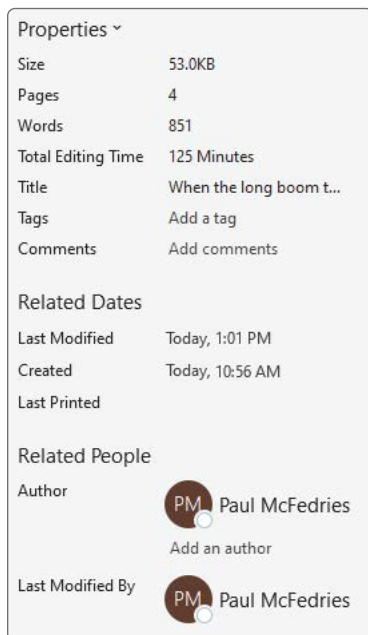 Properties ˅
Size 53.0KB
Pages 4
Words 851
Total Editing Time 125 Minutes
Title When the long boom t...
Tags Add a tag
Comments Add comments
Related Dates
Last Modified Today, 1:01 PM
Created Today, 10:56 AM
Last Printed
Related People
Author
PM Paul McFedries
Add an author
Last Modified By
PM Paul McFedries